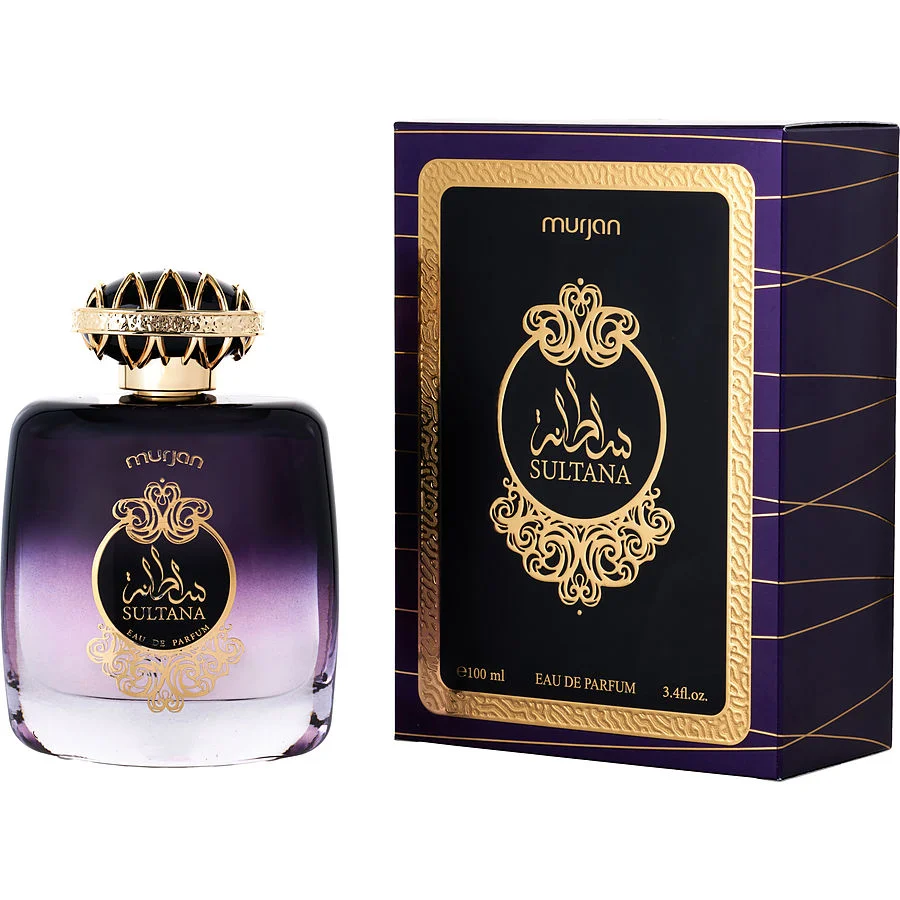 murjan
سلطانة
SULTANA
EAU DE PARFUM
murjan
سلطانة
SULTANA
℮100 ml
EAU DE PARFUM
3.4fl.oz.